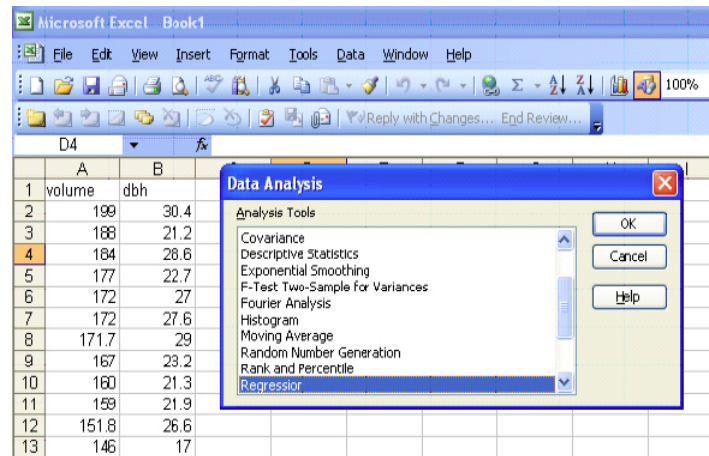 Microsoft Excel Book1
File Edit View Insert Format Tools Data Window Help
100%
Reply with Changes... End Review...
D4 fx
A B
1 volume dbh
2 199 30.4
3 188 21.2
4 184 28.6
5 177 22.7
6 172 27
7 172 27.6
8 171.7 29
9 167 23.2
10 160 21.3
11 159 21.9
12 151.8 26.6
13 146 17
Data Analysis
Analysis Tools
Covariance
Descriptive Statistics
Exponential Smoothing
F-Test Two-Sample for Variances
Fourier Analysis
Histogram
Moving Average
Random Number Generation
Rank and Percentile
Regression
OK
Cancel
Help